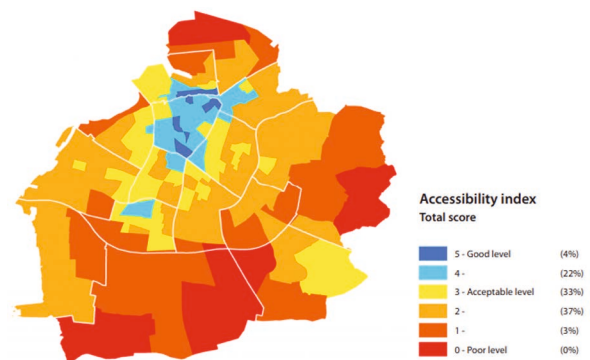 Accessibility index
Total score
5 - Good level (4%)
4 - (22%)
3 - Acceptable level (33%)
2 - (37%)
1 - (3%)
0 - Poor level (0%)